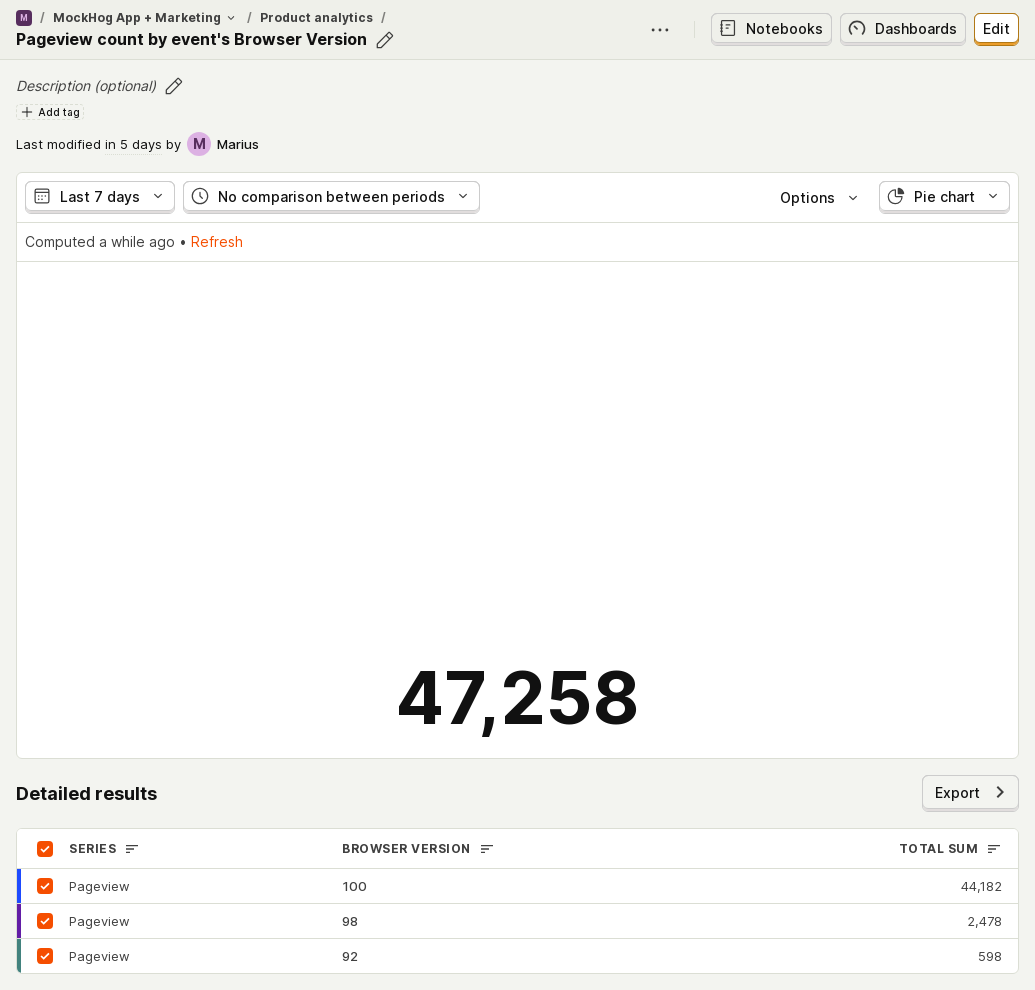 M / MockHog App + Marketing / Product analytics /
Pageview count by event's Browser Version
Notebooks
Dashboards
Edit
Description (optional)
Add tag
Last modified in 5 days by M Marius
Last 7 days
No comparison between periods
Options
Pie chart
Computed a while ago • Refresh
47,258
Detailed results
Export
SERIES BROWSER VERSION TOTAL SUM
Pageview 100 44,182
Pageview 98 2,478
Pageview 92 598